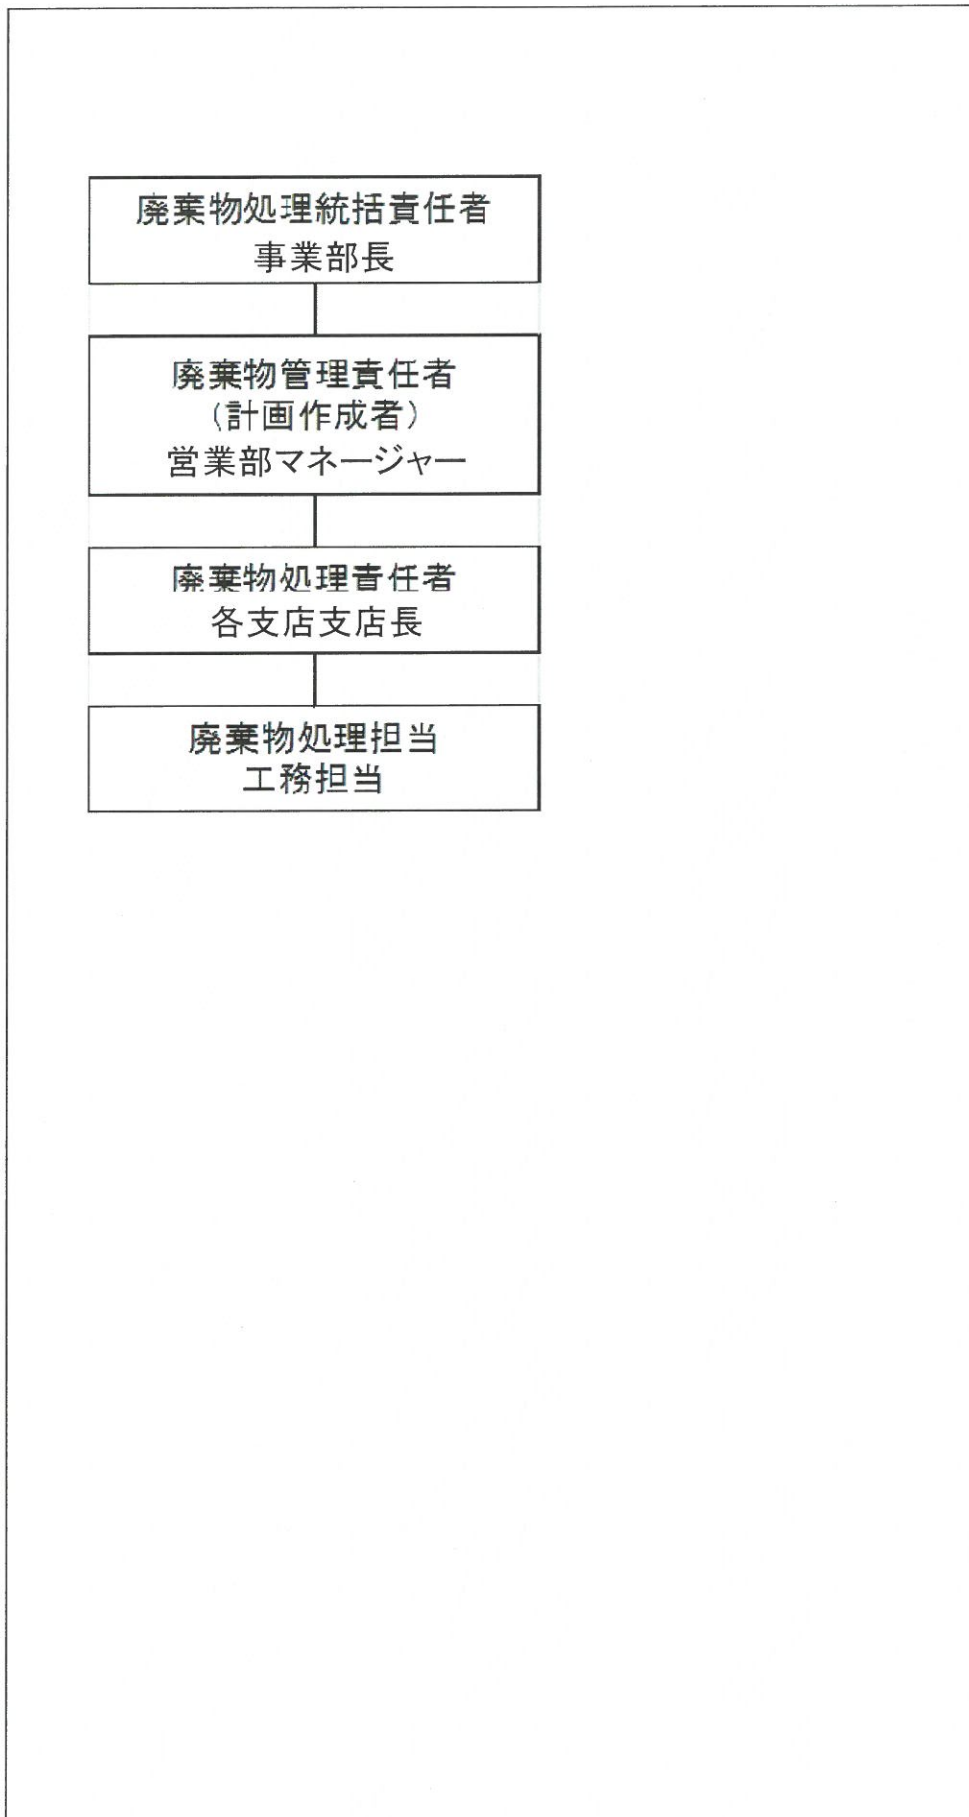 廃棄物処理統括責任者
事業部長
廃棄物管理責任者
（計画作成者）
営業部マネージャー
廃棄物処理責任者
各支店支店長
廃棄物処理担当
工務担当